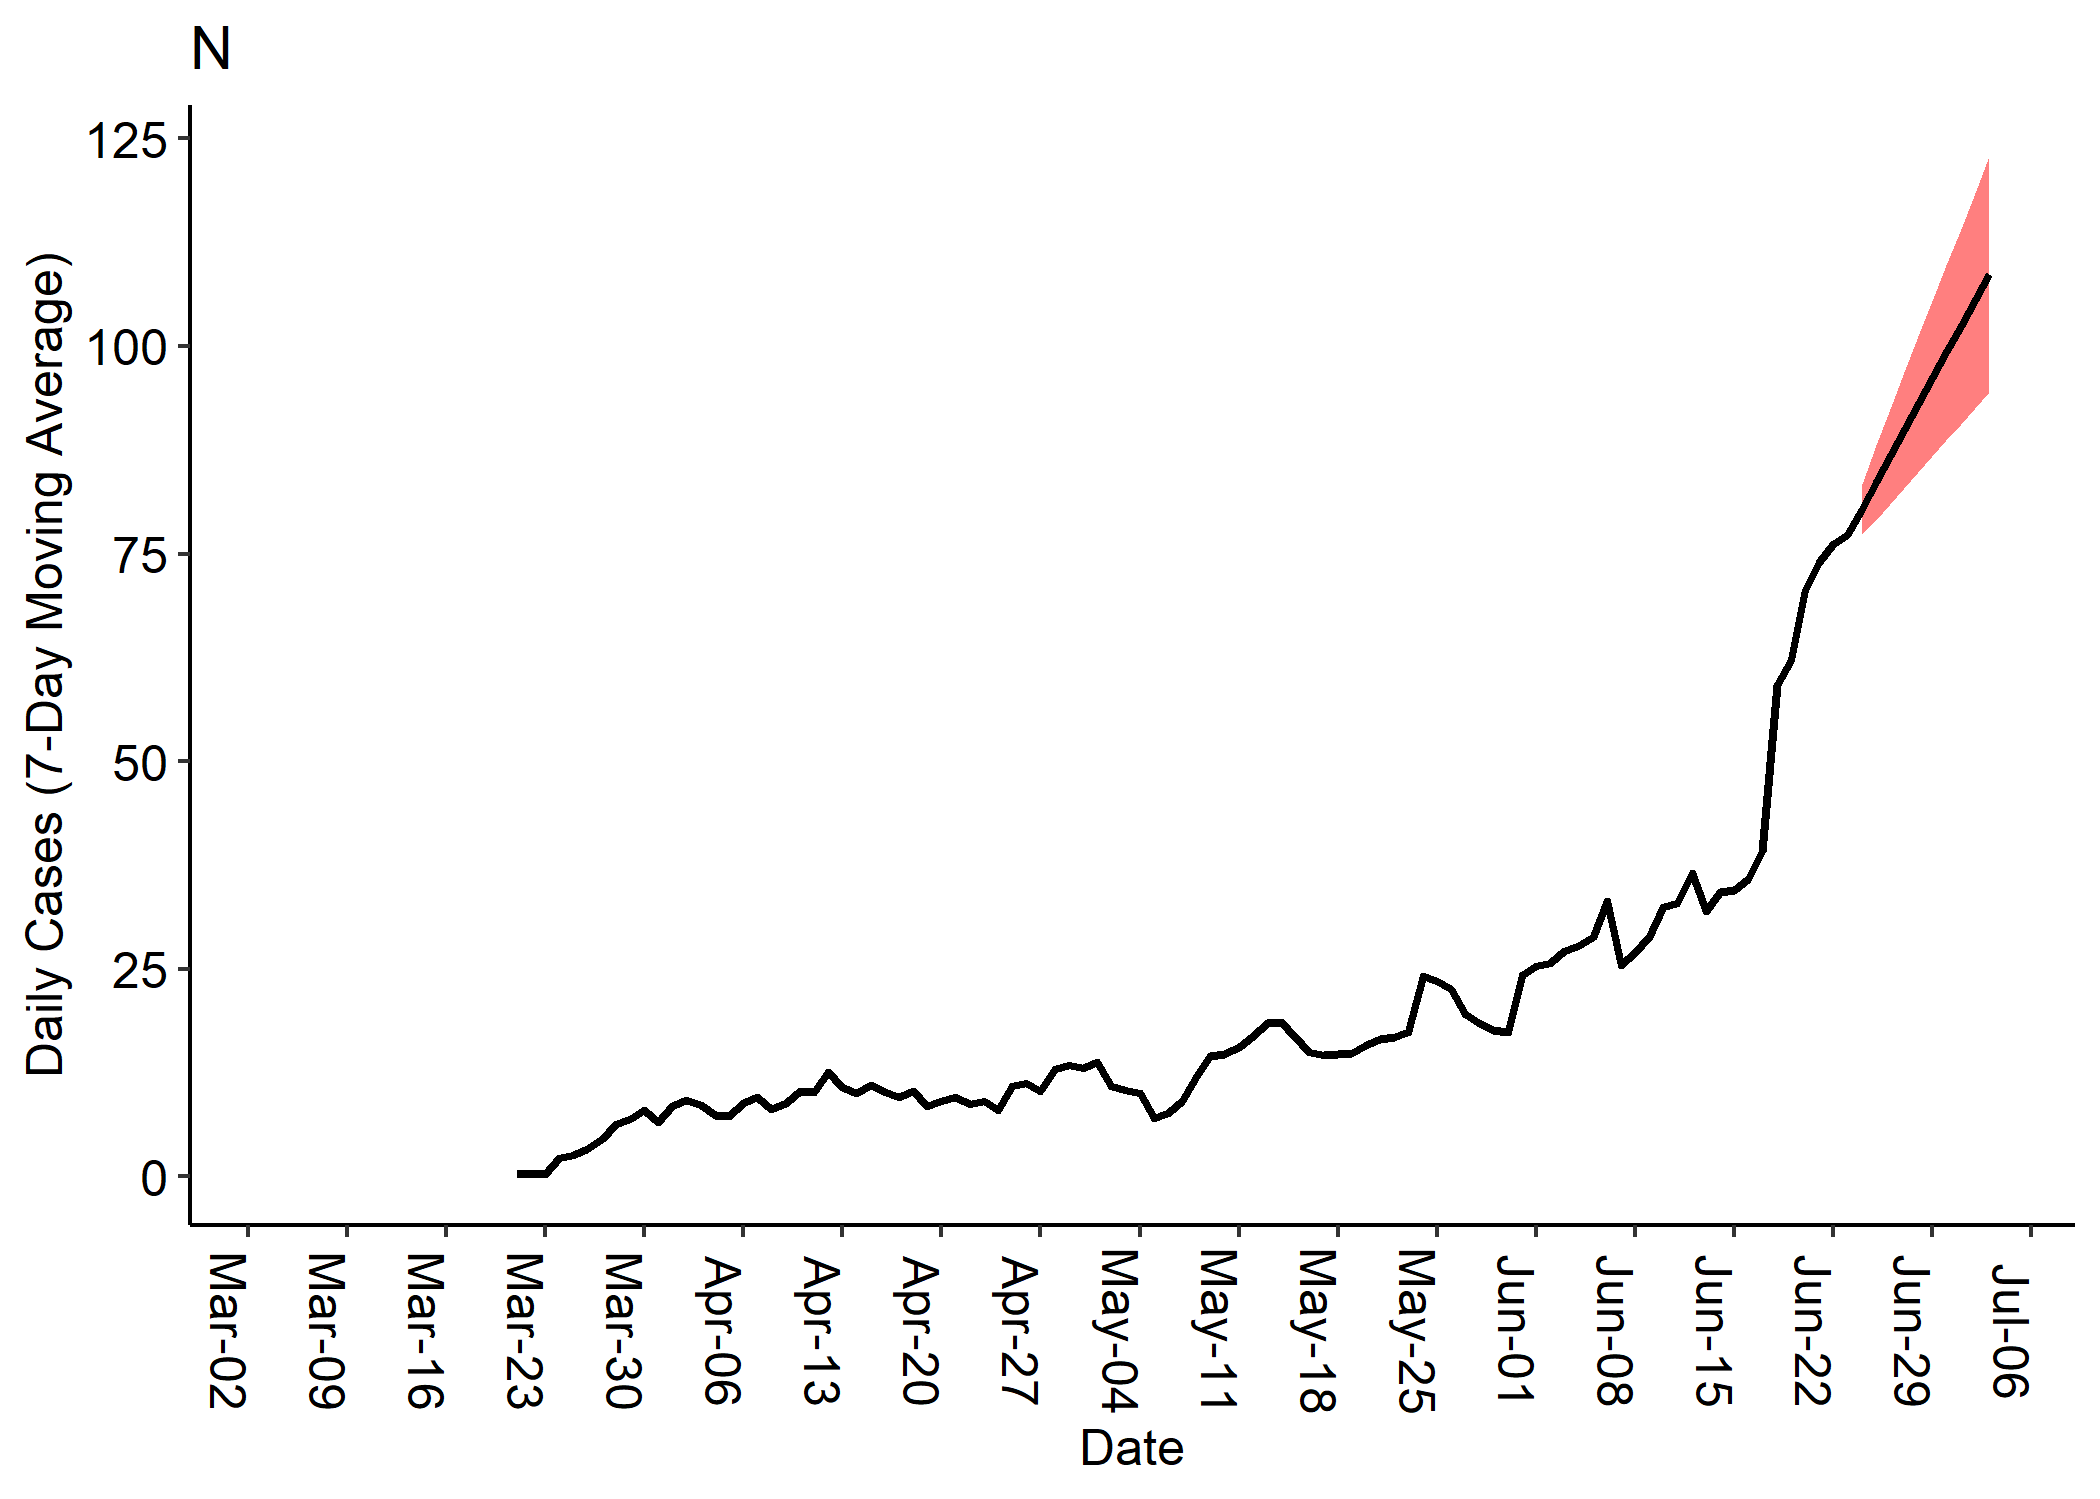 N
Daily Cases (7-Day Moving Average)
125
100
75
50
25
0
Mar-02
Mar-09
Mar-16
Mar-23
Mar-30
Apr-06
Apr-13
Apr-20
Apr-27
May-04
May-11
May-18
May-25
Jun-01
Jun-08
Jun-15
Jun-22
Jun-29
Jul-06
Date